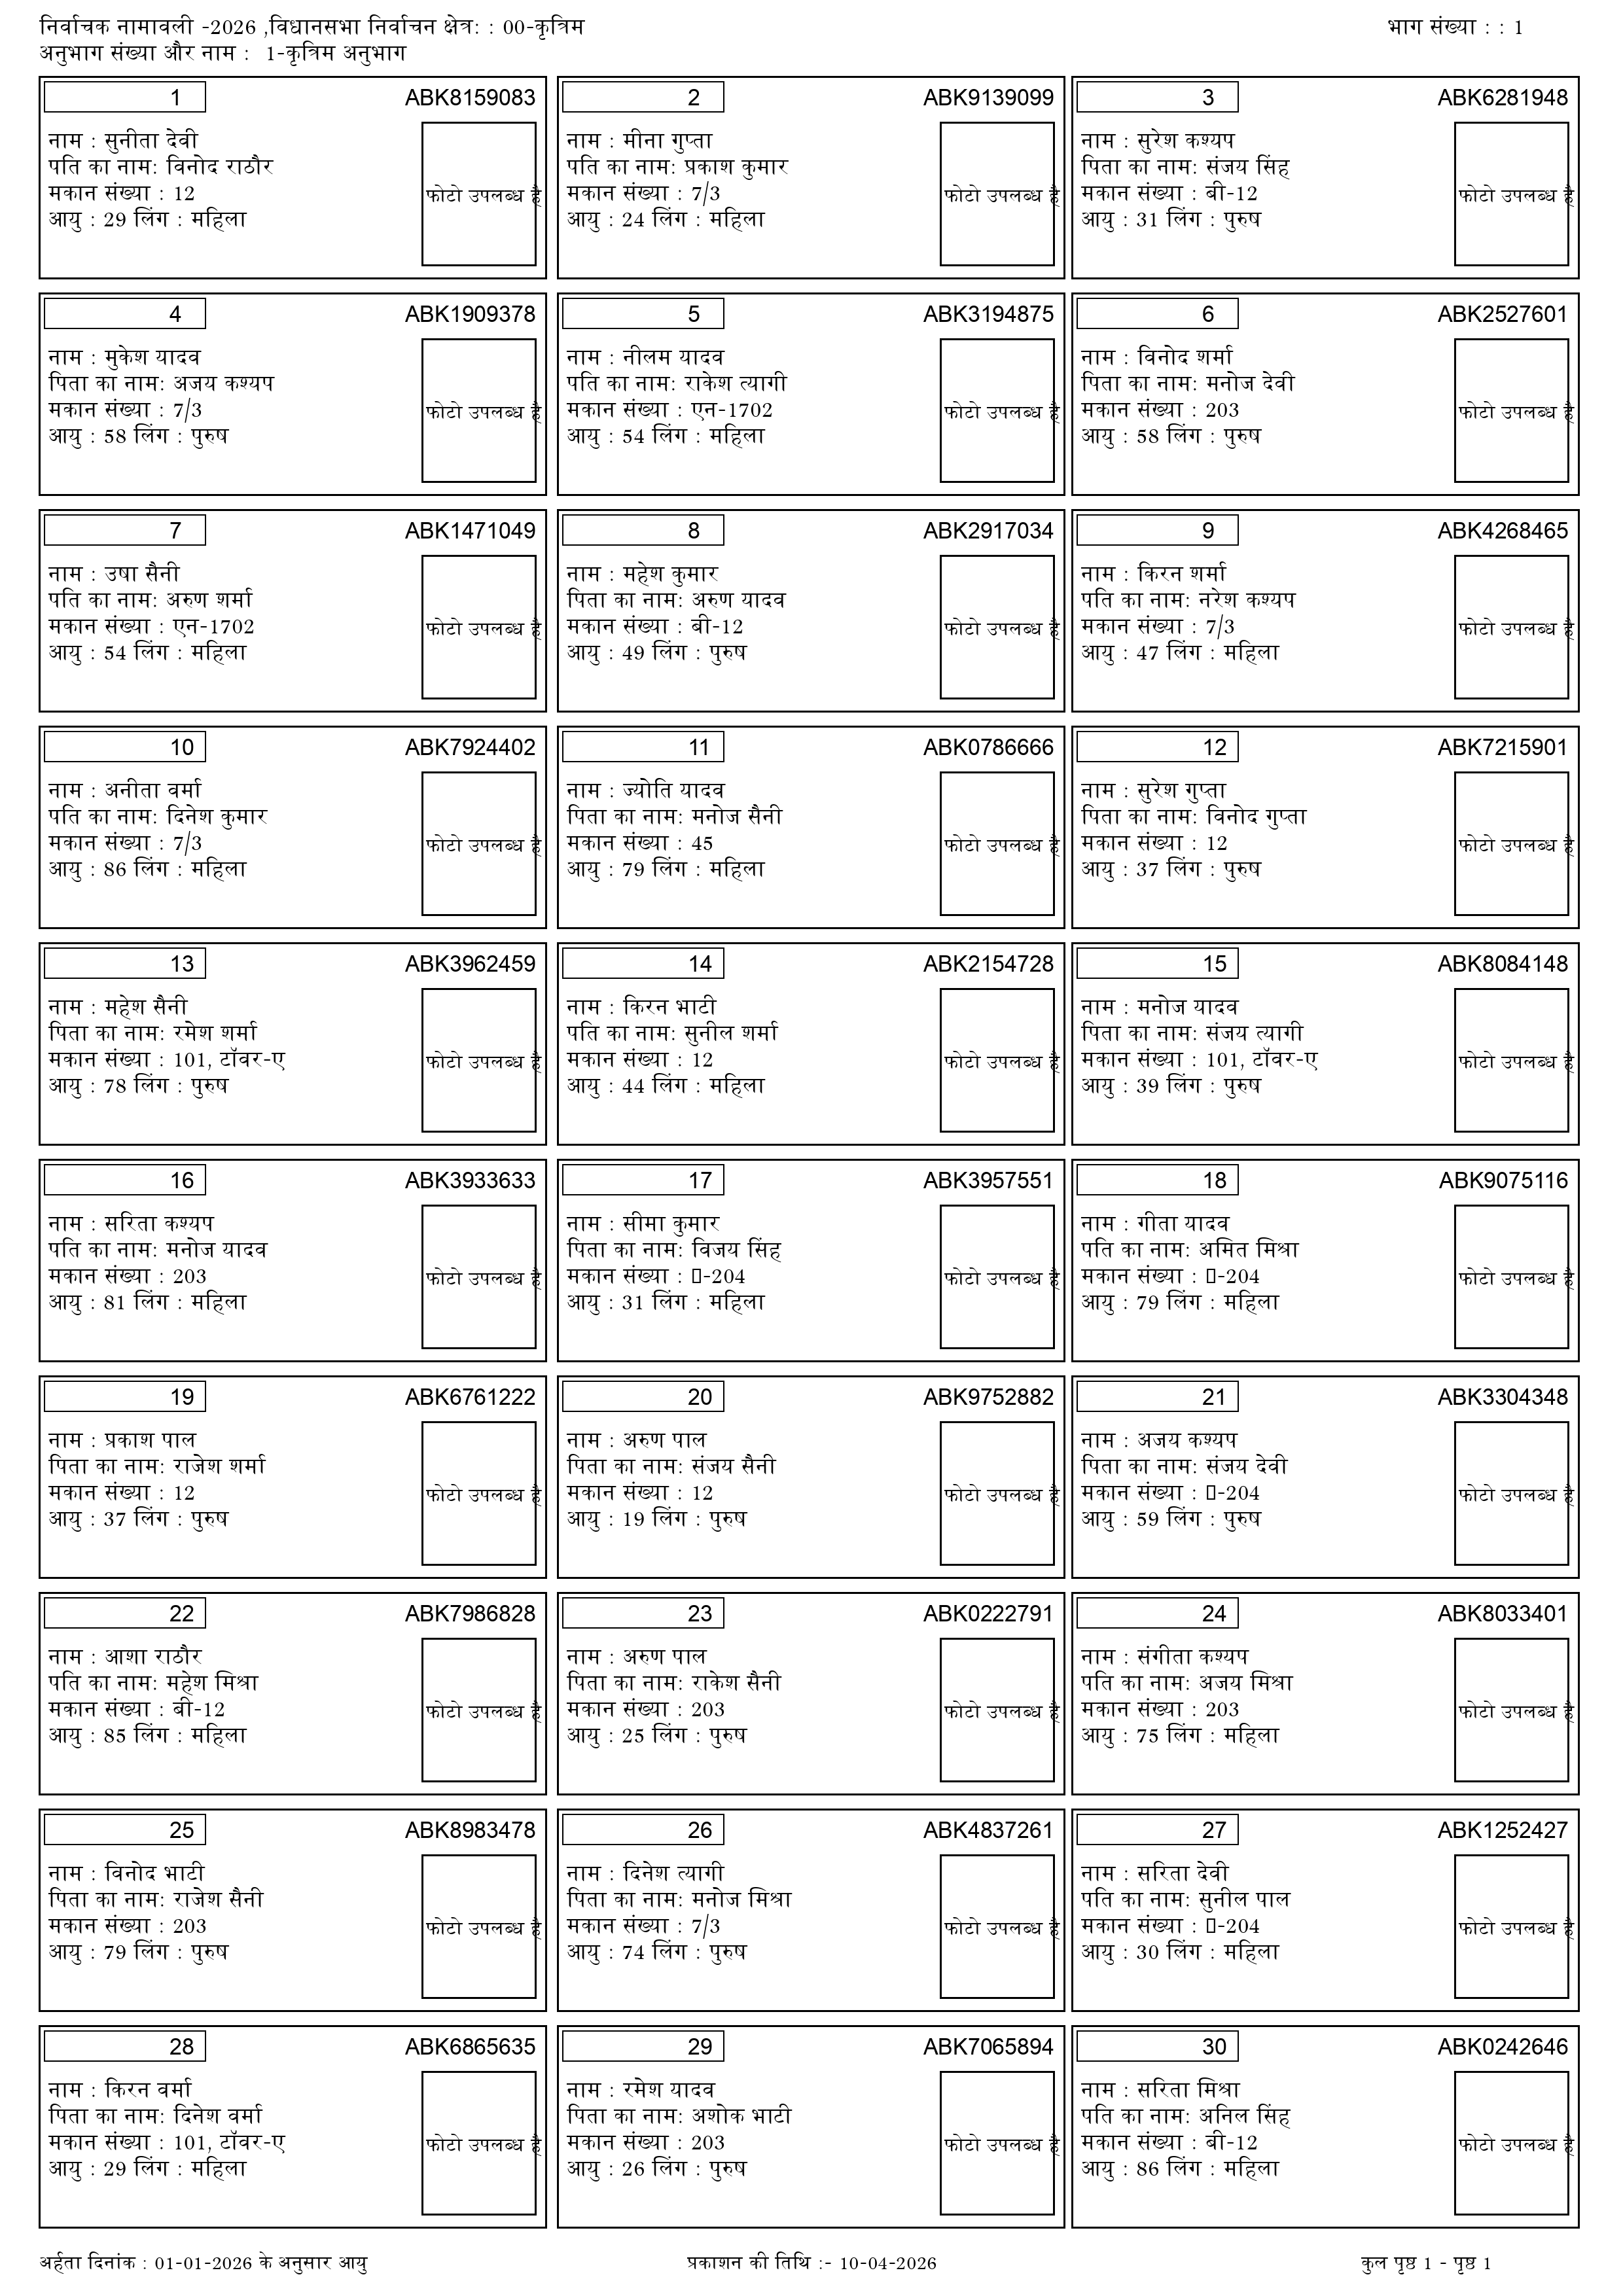 निर्वाचक नामावली -2026 ,विधानसभा निर्वाचन क्षेत्र: : 00-कृत्रिम
भाग संख्या : : 1
अनुभाग संख्या और नाम : 1-कृत्रिम अनुभाग
1
ABK8159083
नाम : सुनीता देवी
पति का नाम: विनोद राठौर
मकान संख्या : 12
आयु : 29 लिंग : महिला
फोटो उपलब्ध है
2
ABK9139099
नाम : मीना गुप्ता
पति का नाम: प्रकाश कुमार
मकान संख्या : 7/3
आयु : 24 लिंग : महिला
फोटो उपलब्ध है
3
ABK6281948
नाम : सुरेश कश्यप
पिता का नाम: संजय सिंह
मकान संख्या : बी-12
आयु : 31 लिंग : पुरुष
फोटो उपलब्ध है
4
ABK1909378
नाम : मुकेश यादव
पिता का नाम: अजय कश्यप
मकान संख्या : 7/3
आयु : 58 लिंग : पुरुष
फोटो उपलब्ध है
5
ABK3194875
नाम : नीलम यादव
पति का नाम: राकेश त्यागी
मकान संख्या : एन-1702
आयु : 54 लिंग : महिला
फोटो उपलब्ध है
6
ABK2527601
नाम : विनोद शर्मा
पिता का नाम: मनोज देवी
मकान संख्या : 203
आयु : 58 लिंग : पुरुष
फोटो उपलब्ध है
7
ABK1471049
नाम : उषा सैनी
पति का नाम: अरुण शर्मा
मकान संख्या : एन-1702
आयु : 54 लिंग : महिला
फोटो उपलब्ध है
8
ABK2917034
नाम : महेश कुमार
पिता का नाम: अरुण यादव
मकान संख्या : बी-12
आयु : 49 लिंग : पुरुष
फोटो उपलब्ध है
9
ABK4268465
नाम : किरन शर्मा
पति का नाम: नरेश कश्यप
मकान संख्या : 7/3
आयु : 47 लिंग : महिला
फोटो उपलब्ध है
10
ABK7924402
नाम : अनीता वर्मा
पति का नाम: दिनेश कुमार
मकान संख्या : 7/3
आयु : 86 लिंग : महिला
फोटो उपलब्ध है
11
ABK0786666
नाम : ज्योति यादव
पिता का नाम: मनोज सैनी
मकान संख्या : 45
आयु : 79 लिंग : महिला
फोटो उपलब्ध है
12
ABK7215901
नाम : सुरेश गुप्ता
पिता का नाम: विनोद गुप्ता
मकान संख्या : 12
आयु : 37 लिंग : पुरुष
फोटो उपलब्ध है
13
ABK3962459
नाम : महेश सैनी
पिता का नाम: रमेश शर्मा
मकान संख्या : 101, टॉवर-ए
आयु : 78 लिंग : पुरुष
फोटो उपलब्ध है
14
ABK2154728
नाम : किरन भाटी
पति का नाम: सुनील शर्मा
मकान संख्या : 12
आयु : 44 लिंग : महिला
फोटो उपलब्ध है
15
ABK8084148
नाम : मनोज यादव
पिता का नाम: संजय त्यागी
मकान संख्या : 101, टॉवर-ए
आयु : 39 लिंग : पुरुष
फोटो उपलब्ध है
16
ABK3933633
नाम : सरिता कश्यप
पति का नाम: मनोज यादव
मकान संख्या : 203
आयु : 81 लिंग : महिला
फोटो उपलब्ध है
17
ABK3957551
नाम : सीमा कुमार
पिता का नाम: विजय सिंह
मकान संख्या : -204
आयु : 31 लिंग : महिला
फोटो उपलब्ध है
18
ABK9075116
नाम : गीता यादव
पति का नाम: अमित मिश्रा
मकान संख्या : -204
आयु : 79 लिंग : महिला
फोटो उपलब्ध है
19
ABK6761222
नाम : प्रकाश पाल
पिता का नाम: राजेश शर्मा
मकान संख्या : 12
आयु : 37 लिंग : पुरुष
फोटो उपलब्ध है
20
ABK9752882
नाम : अरुण पाल
पिता का नाम: संजय सैनी
मकान संख्या : 12
आयु : 19 लिंग : पुरुष
फोटो उपलब्ध है
21
ABK3304348
नाम : अजय कश्यप
पिता का नाम: संजय देवी
मकान संख्या : -204
आयु : 59 लिंग : पुरुष
फोटो उपलब्ध है
22
ABK7986828
नाम : आशा राठौर
पति का नाम: महेश मिश्रा
मकान संख्या : बी-12
आयु : 85 लिंग : महिला
फोटो उपलब्ध है
23
ABK0222791
नाम : अरुण पाल
पिता का नाम: राकेश सैनी
मकान संख्या : 203
आयु : 25 लिंग : पुरुष
फोटो उपलब्ध है
24
ABK8033401
नाम : संगीता कश्यप
पति का नाम: अजय मिश्रा
मकान संख्या : 203
आयु : 75 लिंग : महिला
फोटो उपलब्ध है
25
ABK8983478
नाम : विनोद भाटी
पिता का नाम: राजेश सैनी
मकान संख्या : 203
आयु : 79 लिंग : पुरुष
फोटो उपलब्ध है
26
ABK4837261
नाम : दिनेश त्यागी
पिता का नाम: मनोज मिश्रा
मकान संख्या : 7/3
आयु : 74 लिंग : पुरुष
फोटो उपलब्ध है
27
ABK1252427
नाम : सरिता देवी
पति का नाम: सुनील पाल
मकान संख्या : -204
आयु : 30 लिंग : महिला
फोटो उपलब्ध है
28
ABK6865635
नाम : किरन वर्मा
पिता का नाम: दिनेश वर्मा
मकान संख्या : 101, टॉवर-ए
आयु : 29 लिंग : महिला
फोटो उपलब्ध है
29
ABK7065894
नाम : रमेश यादव
पिता का नाम: अशोक भाटी
मकान संख्या : 203
आयु : 26 लिंग : पुरुष
फोटो उपलब्ध है
30
ABK0242646
नाम : सरिता मिश्रा
पति का नाम: अनिल सिंह
मकान संख्या : बी-12
आयु : 86 लिंग : महिला
फोटो उपलब्ध है
अर्हता दिनांक : 01-01-2026 के अनुसार आयु
प्रकाशन की तिथि :- 10-04-2026
कुल पृष्ठ 1 - पृष्ठ 1